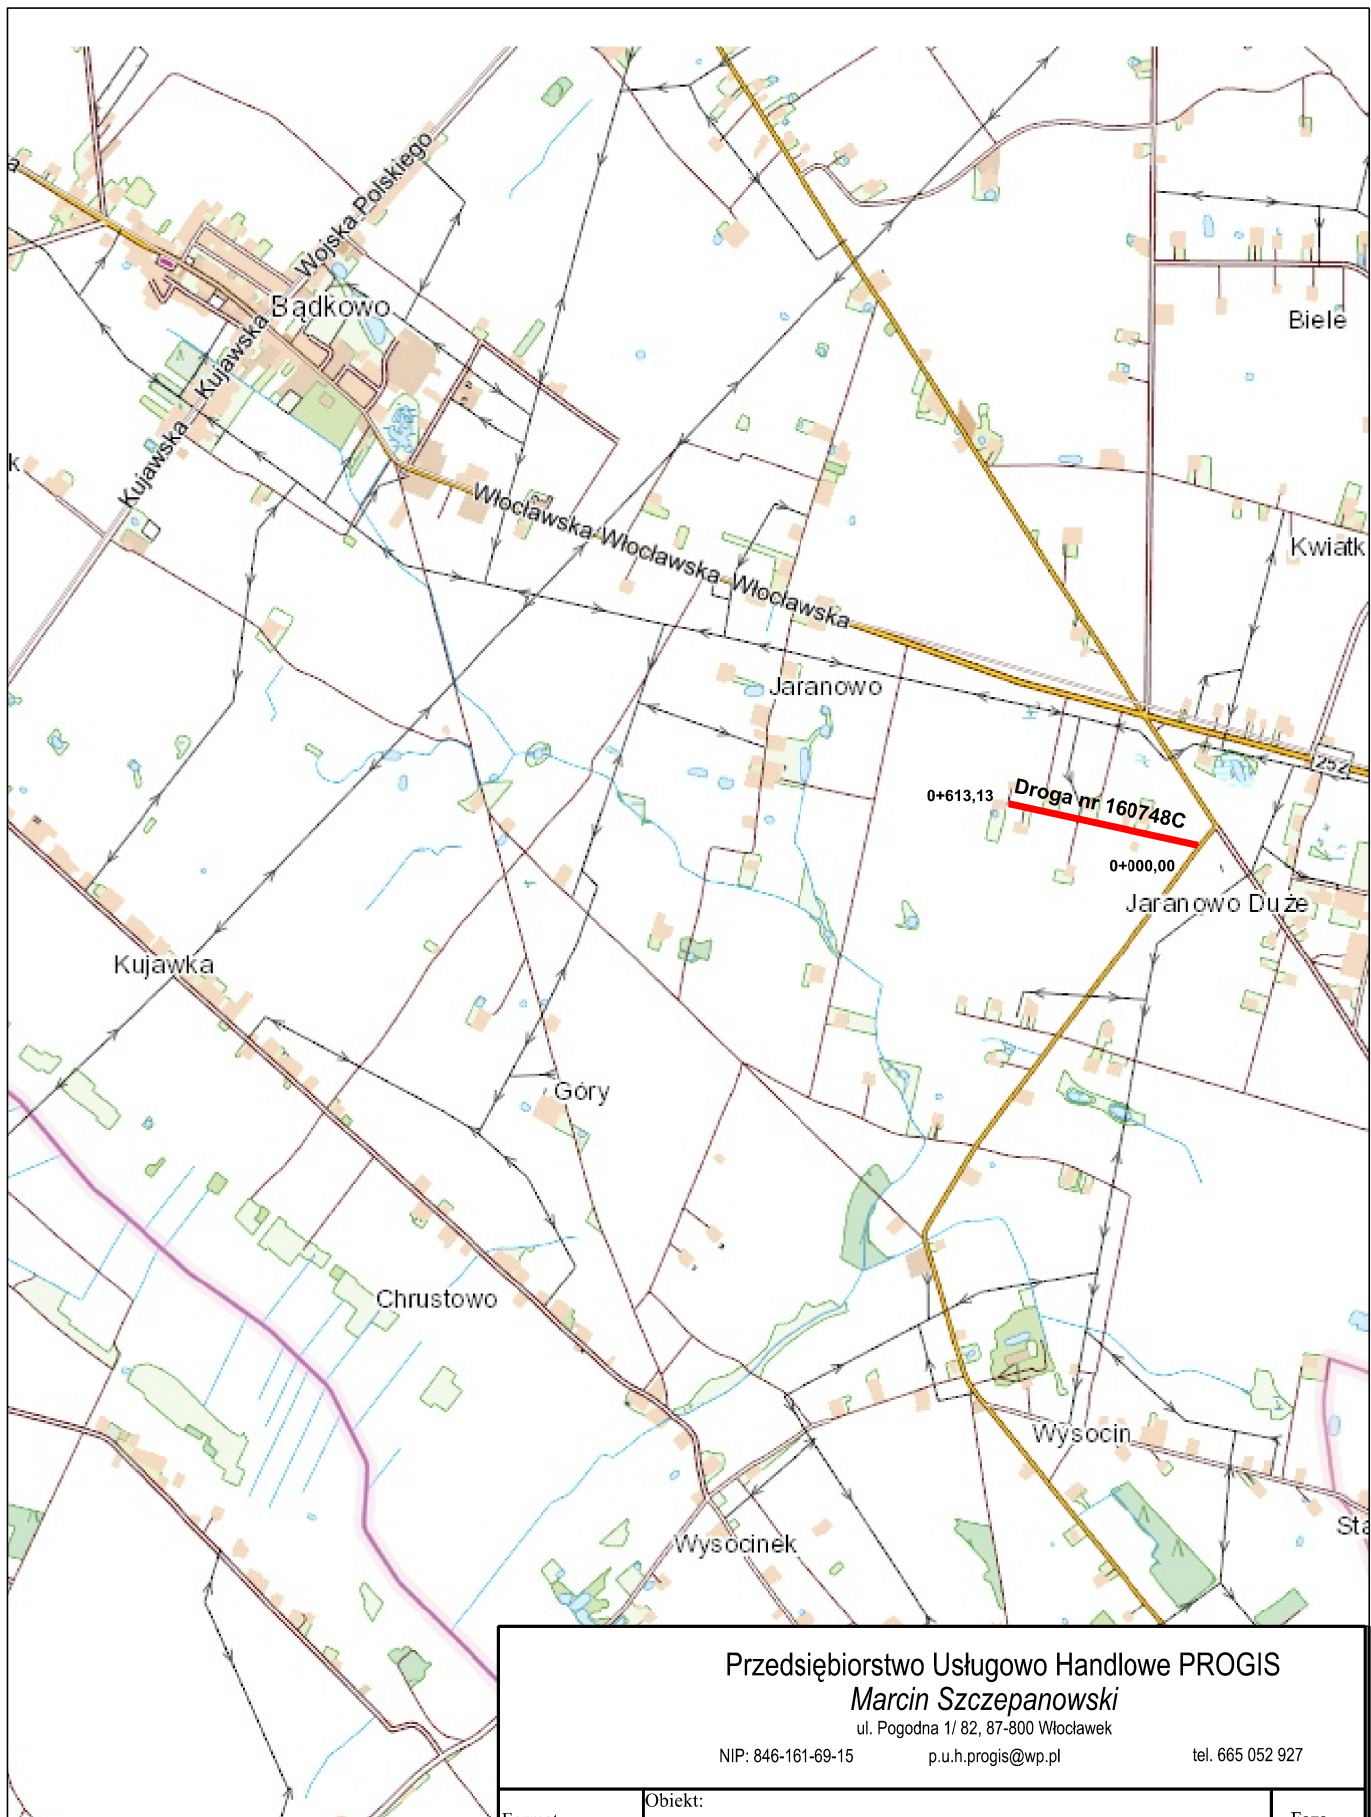 a
Wojska Polskiego
Bądkowo
Kujawska
Kujawska
k
Biele
Włocławska
Włocławska
Włocławska
Kwiatk
Jaranowo
252
0+613,13
Droga nr 160748C
0+000,00
Jaranowo Duże
Kujawka
Góry
Chrustowo
Wysocin
Sta
Wysocinek
Przedsiębiorstwo Usługowo Handlowe PROGIS
Marcin Szczepanowski
ul. Pogodna 1/ 82, 87-800 Włocławek
NIP: 846-161-69-15 p.u.h.progis@wp.pl tel. 665 052 927
Obiekt: